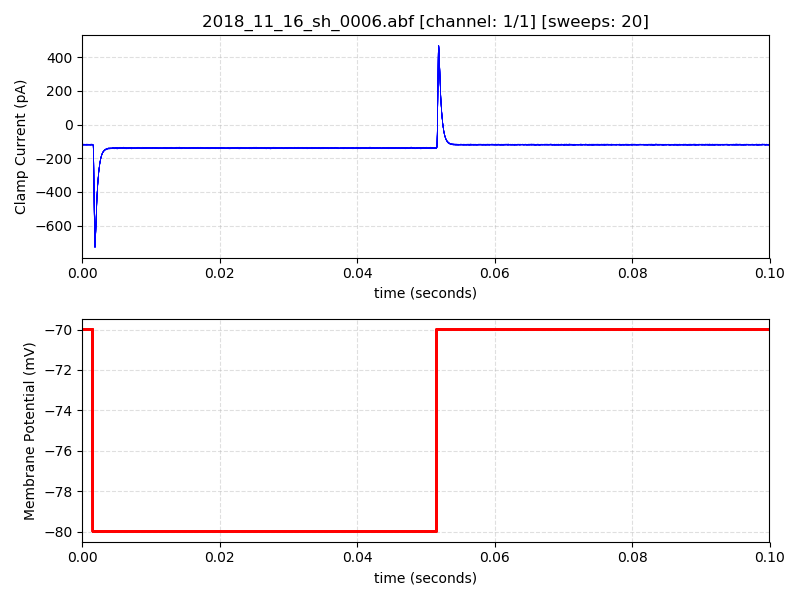 2018_11_16_sh_0006.abf [channel: 1/1] [sweeps: 20]
Clamp Current (pA)
400
200
0
−200
−400
−600
0.00 0.02 0.04 0.06 0.08 0.10
time (seconds)
Membrane Potential (mV)
−70
−72
−74
−76
−78
−80
0.00 0.02 0.04 0.06 0.08 0.10
time (seconds)